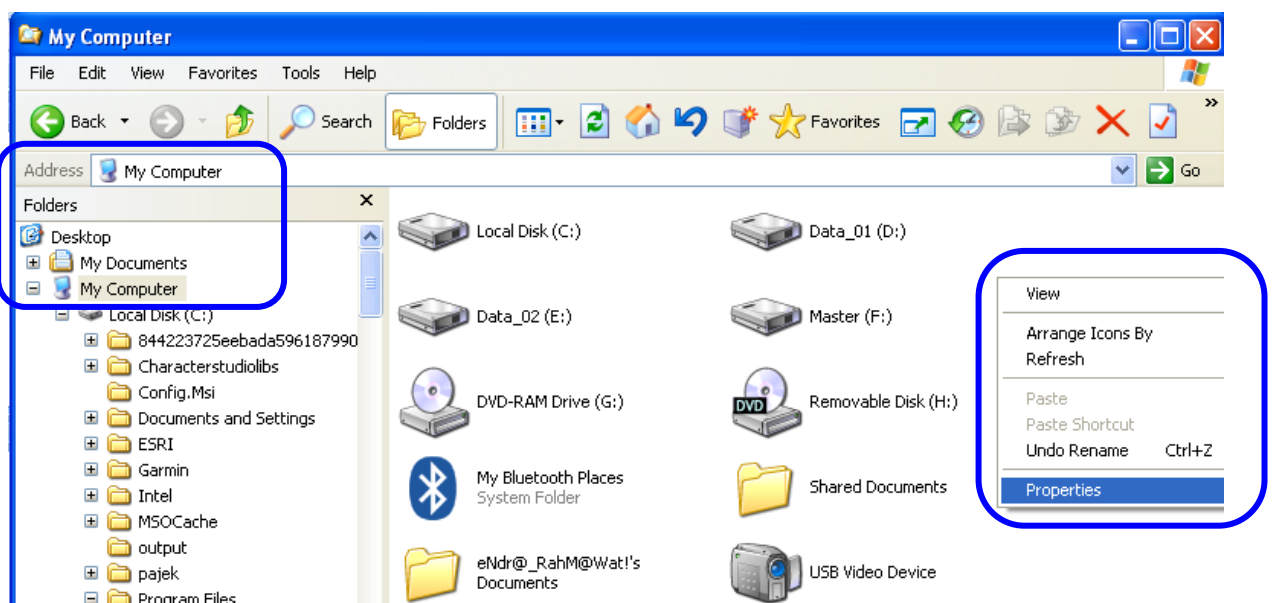 My Computer
File Edit View Favorites Tools Help
Back Search Folders Favorites »
Address My Computer Go
Folders
Desktop
My Documents
My Computer
Local Disk (C:)
844223725eebada596187990
Characterstudiolibs
Config.Msi
Documents and Settings
ESRI
Garmin
Intel
MSOCache
output
pajek
Program Files
Local Disk (C:)
Data_01 (D:)
Data_02 (E:)
Master (F:)
DVD-RAM Drive (G:)
DVD
Removable Disk (H:)
My Bluetooth Places
System Folder
Shared Documents
eNdr@_RahM@Wat!'s
Documents
USB Video Device
View
Arrange Icons By
Refresh
Paste
Paste Shortcut
Undo Rename Ctrl+Z
Properties